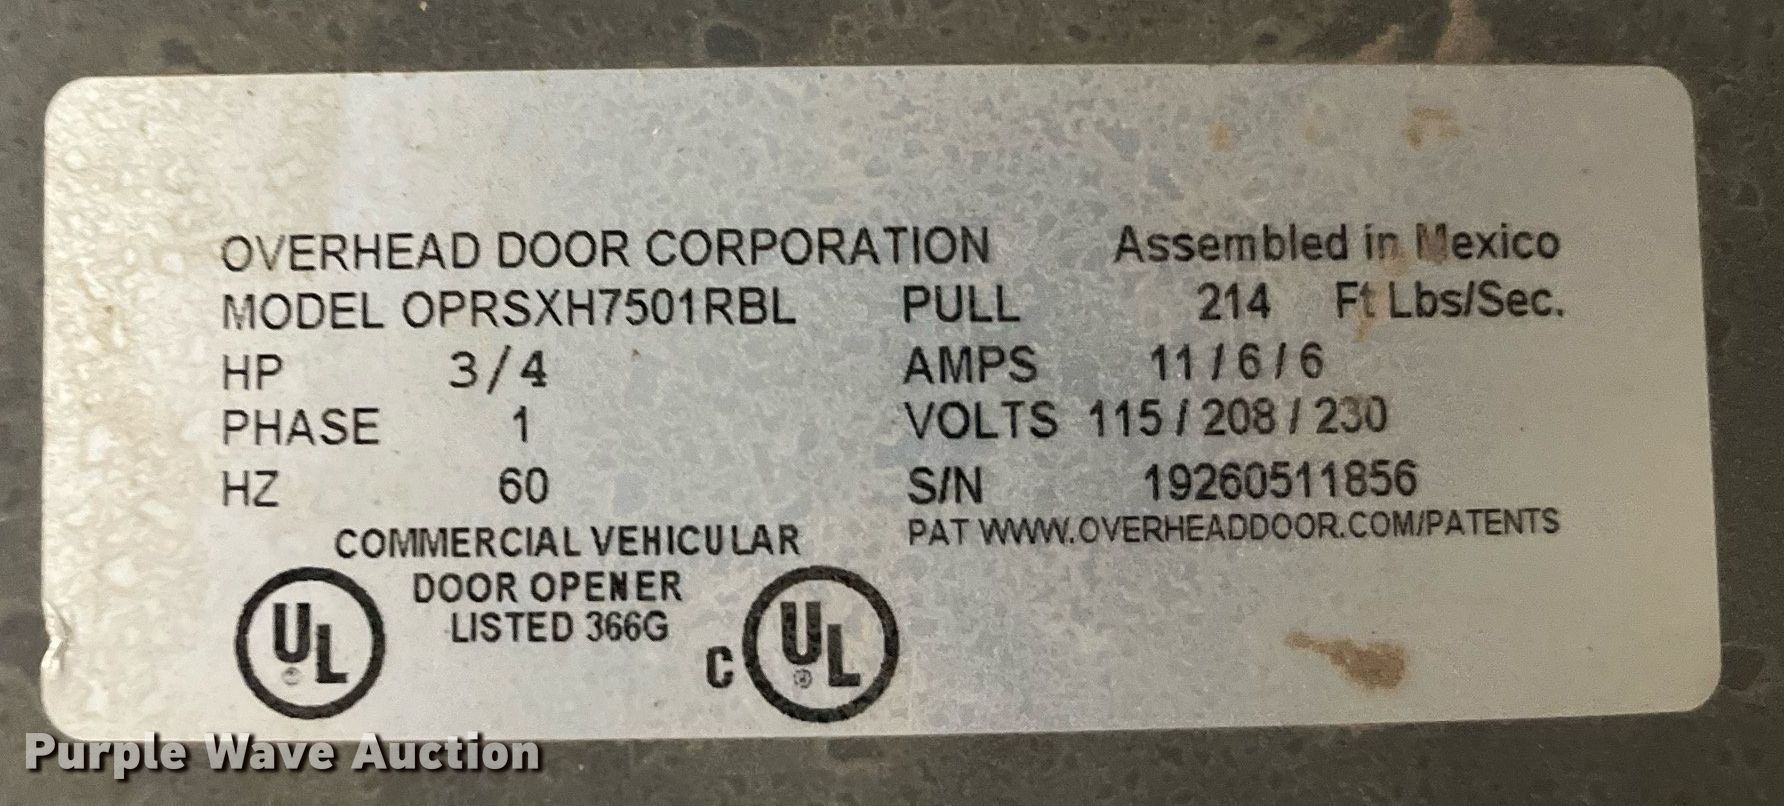 OVERHEAD DOOR CORPORATION Assembled in Mexico
MODEL OPRSXH7501RBL PULL 214 Ft Lbs/Sec.
HP 3/4 AMPS 11 / 6 / 6
PHASE 1 VOLTS 115 / 208 / 230
HZ 60 S/N 19260511856
PAT WWW.OVERHEADDOOR.COM/PATENTS
COMMERCIAL VEHICULAR
DOOR OPENER
LISTED 366G
UL ®
C UL ®
Purple Wave Auction